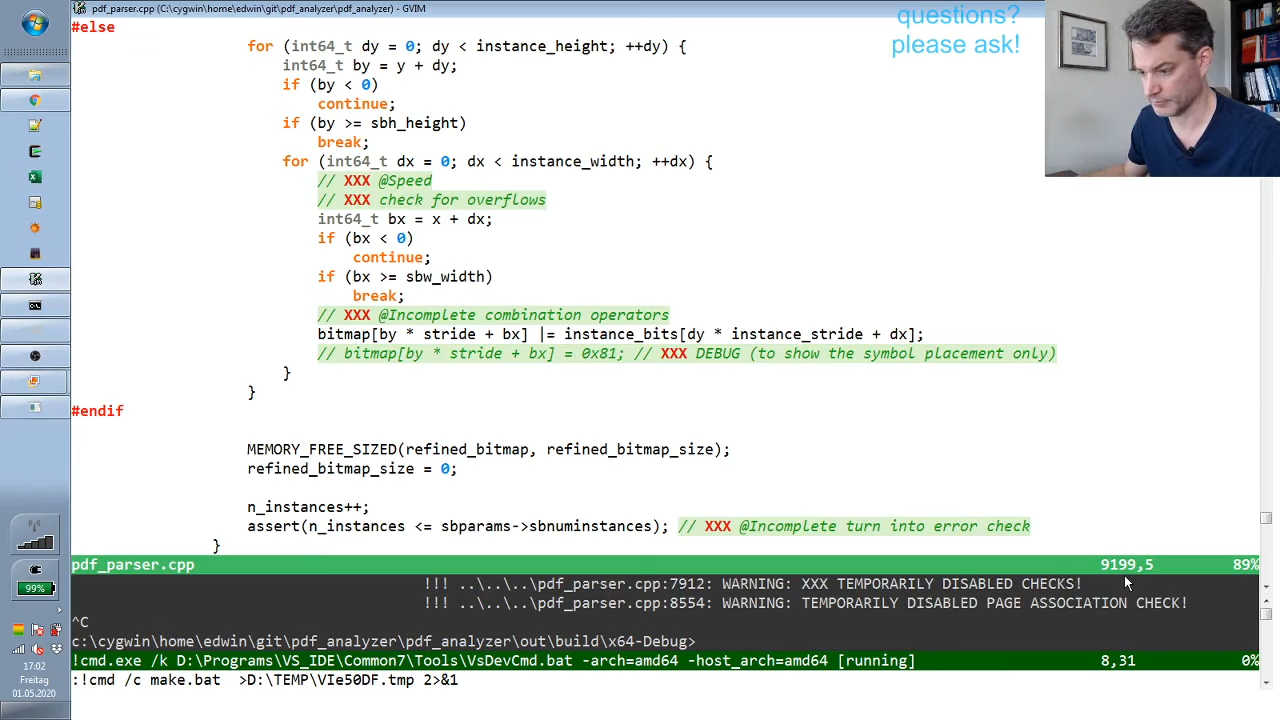 pdf_parser.cpp (C:\cygwin\home\edwin\git\pdf_analyzer\pdf_analyzer) - GVIM
questions?
please ask!
#else
for (int64_t dy = 0; dy < instance_height; ++dy) {
int64_t by = y + dy;
if (by < 0)
continue;
if (by >= sbh_height)
break;
for (int64_t dx = 0; dx < instance_width; ++dx) {
// XXX @Speed
// XXX check for overflows
int64_t bx = x + dx;
if (bx < 0)
continue;
if (bx >= sbw_width)
break;
// XXX @Incomplete combination operators
bitmap[by * stride + bx] |= instance_bits[dy * instance_stride + dx];
// bitmap[by * stride + bx] = 0x81; // XXX DEBUG (to show the symbol placement only)
}
}
#endif
MEMORY_FREE_SIZED(refined_bitmap, refined_bitmap_size);
refined_bitmap_size = 0;
n_instances++;
assert(n_instances <= sbparams->sbnuminstances); // XXX @Incomplete turn into error check
}
pdf_parser.cpp 9199,5 89%
!!! ..\..\..\pdf_parser.cpp:7912: WARNING: XXX TEMPORARILY DISABLED CHECKS!
!!! ..\..\..\pdf_parser.cpp:8554: WARNING: TEMPORARILY DISABLED PAGE ASSOCIATION CHECK!
^C
c:\cygwin\home\edwin\git\pdf_analyzer\pdf_analyzer\out\build\x64-Debug>
!cmd.exe /k D:\Programs\VS_IDE\Common7\Tools\VsDevCmd.bat -arch=amd64 -host_arch=amd64 [running] 8,31 0%
:!cmd /c make.bat  >D:\TEMP\VIe50DF.tmp 2>&1
99%
17:02
Freitag
01.05.2020